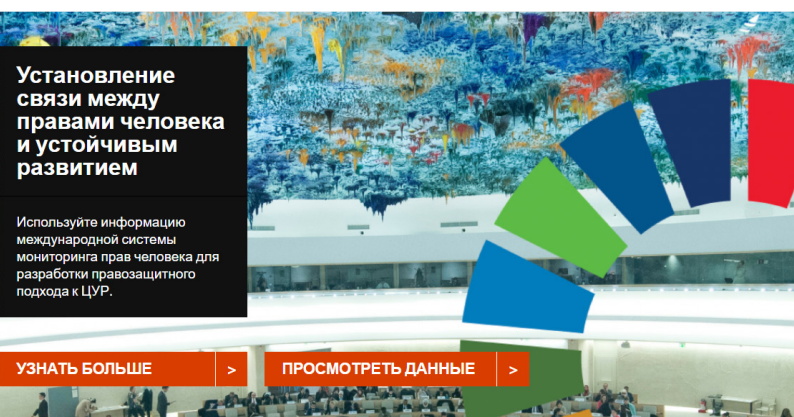 Установление
связи между
правами человека
и устойчивым
развитием
Используйте информацию
международной системы
мониторинга прав человека для
разработки правозащитного
подхода к ЦУР.
УЗНАТЬ БОЛЬШЕ >
ПРОСМОТРЕТЬ ДАННЫЕ >